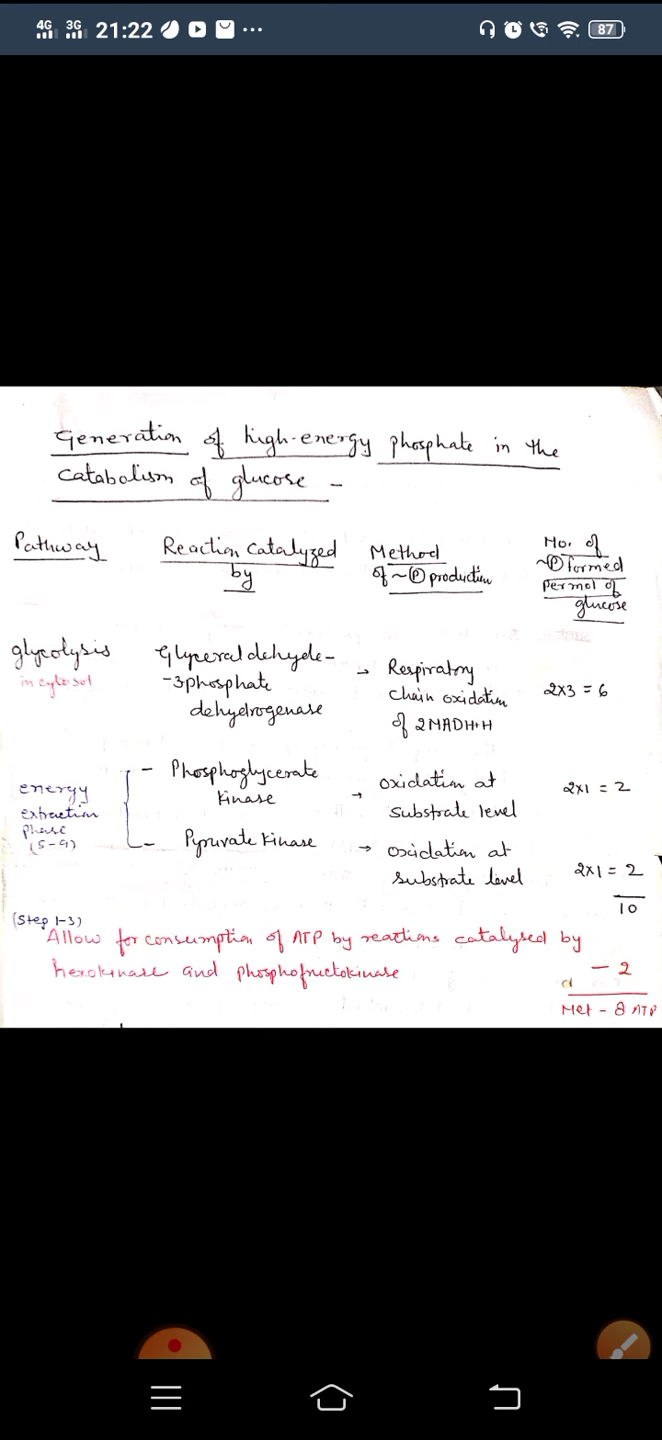 4G 3G 21:22 ... 87
Generation of high-energy phosphate in the
catabolism of glucose -
Pathway
Reaction catalyzed
by
Method
of ~ P production
No. of
~P formed
per mol of
glucose
glycolysis
in cytosol
Glyceraldehyde-
-3phosphate
dehydrogenase
→ Respiratory
chain oxidation
of 2NADH+H
2x3 = 6
energy
extraction
phase
(5-9)
- Phosphoglycerate
kinase
→ oxidation at
substrate level
2x1 = 2
- Pyruvate kinase
→ oxidation at
substrate level
2x1 = 2
10
(Step 1-3)
Allow for consumption of ATP by reactions catalysed by
hexokinase and phosphofructokinase
- 2
Net - 8 ATP